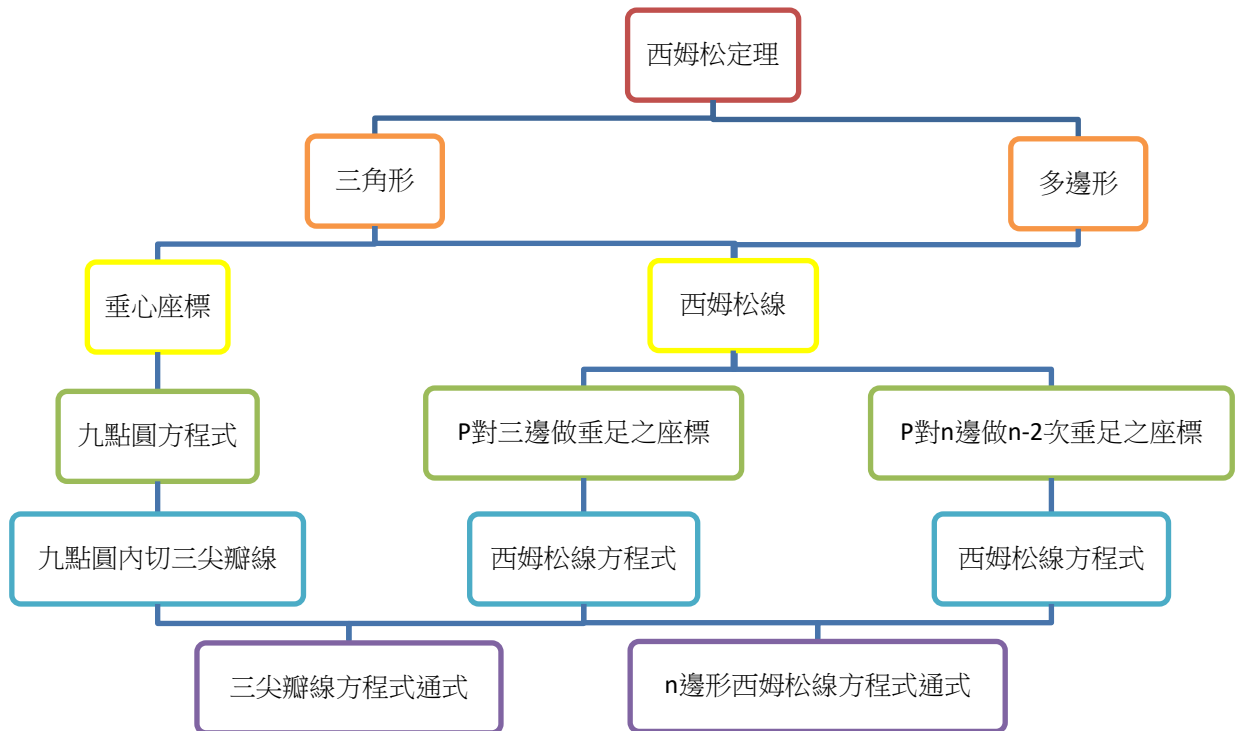 西姆松定理
三角形
多邊形
垂心座標
西姆松線
九點圓方程式
P對三邊做垂足之座標
P對n邊做n-2次垂足之座標
九點圓內切三尖瓣線
西姆松線方程式
西姆松線方程式
三尖瓣線方程式通式
n邊形西姆松線方程式通式